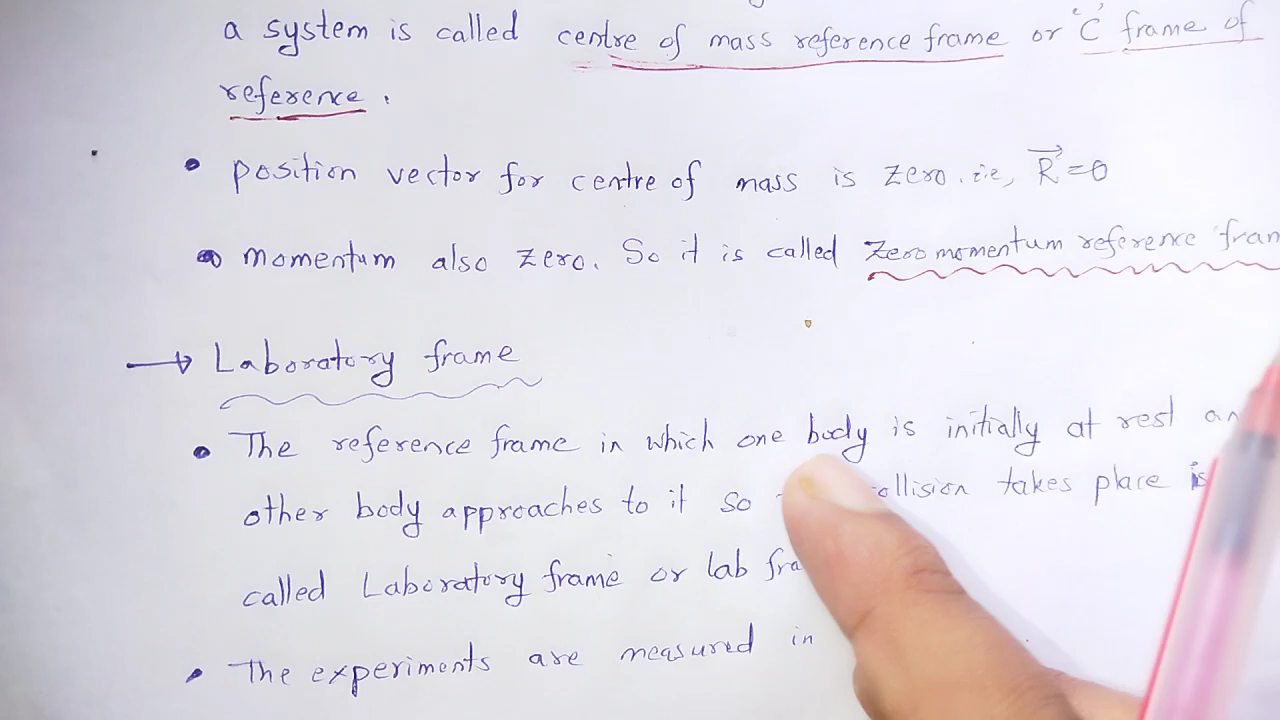 a system is called centre of mass reference frame or 'C' frame of
reference.
• position vector for centre of mass is zero. ie, R⃗ = 0
• momentum also zero. So it is called Zero momentum reference
→ Laboratory frame
• The reference frame in which one body is initially at rest
other body approaches to it so collision takes place is
called Laboratory frame or lab
• The experiments are measured in